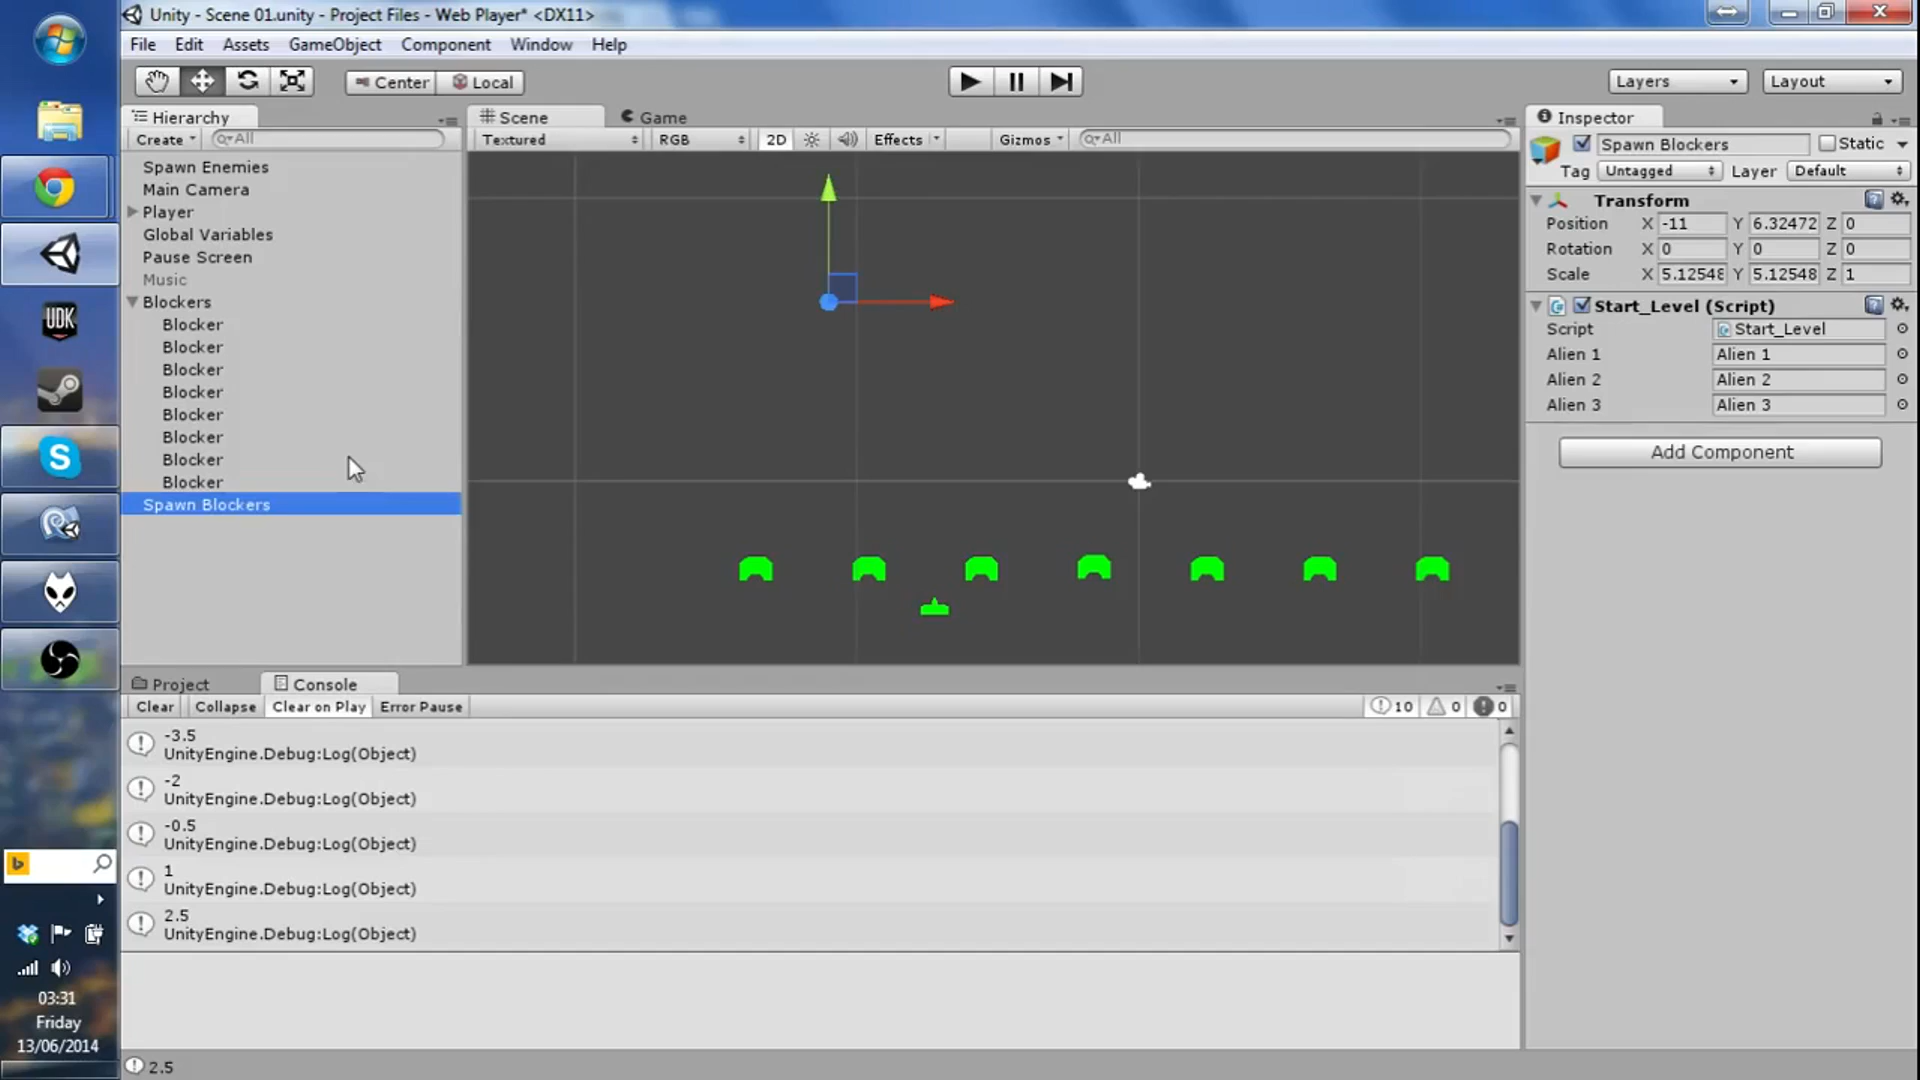 Unity - Scene 01.unity - Project Files - Web Player* <DX11>
File Edit Assets GameObject Component Window Help
Center Local Layers Layout
Hierarchy
Create All
Spawn Enemies
Main Camera
Player
Global Variables
Pause Screen
Music
Blockers
Blocker
Blocker
Blocker
Blocker
Blocker
Blocker
Blocker
Blocker
Spawn Blockers
Scene Game
Textured RGB 2D Effects Gizmos All
Inspector
Spawn Blockers Static
Tag Untagged Layer Default
Transform
Position X -11 Y 6.32472 Z 0
Rotation X 0 Y 0 Z 0
Scale X 5.12548 Y 5.12548 Z 1
Start_Level (Script)
Script Start_Level
Alien 1 Alien 1
Alien 2 Alien 2
Alien 3 Alien 3
Add Component
Project Console
Clear Collapse Clear on Play Error Pause 10 0 0
-3.5
UnityEngine.Debug:Log(Object)
-2
UnityEngine.Debug:Log(Object)
-0.5
UnityEngine.Debug:Log(Object)
1
UnityEngine.Debug:Log(Object)
2.5
UnityEngine.Debug:Log(Object)
2.5
UDK
S
b
03:31
Friday
13/06/2014